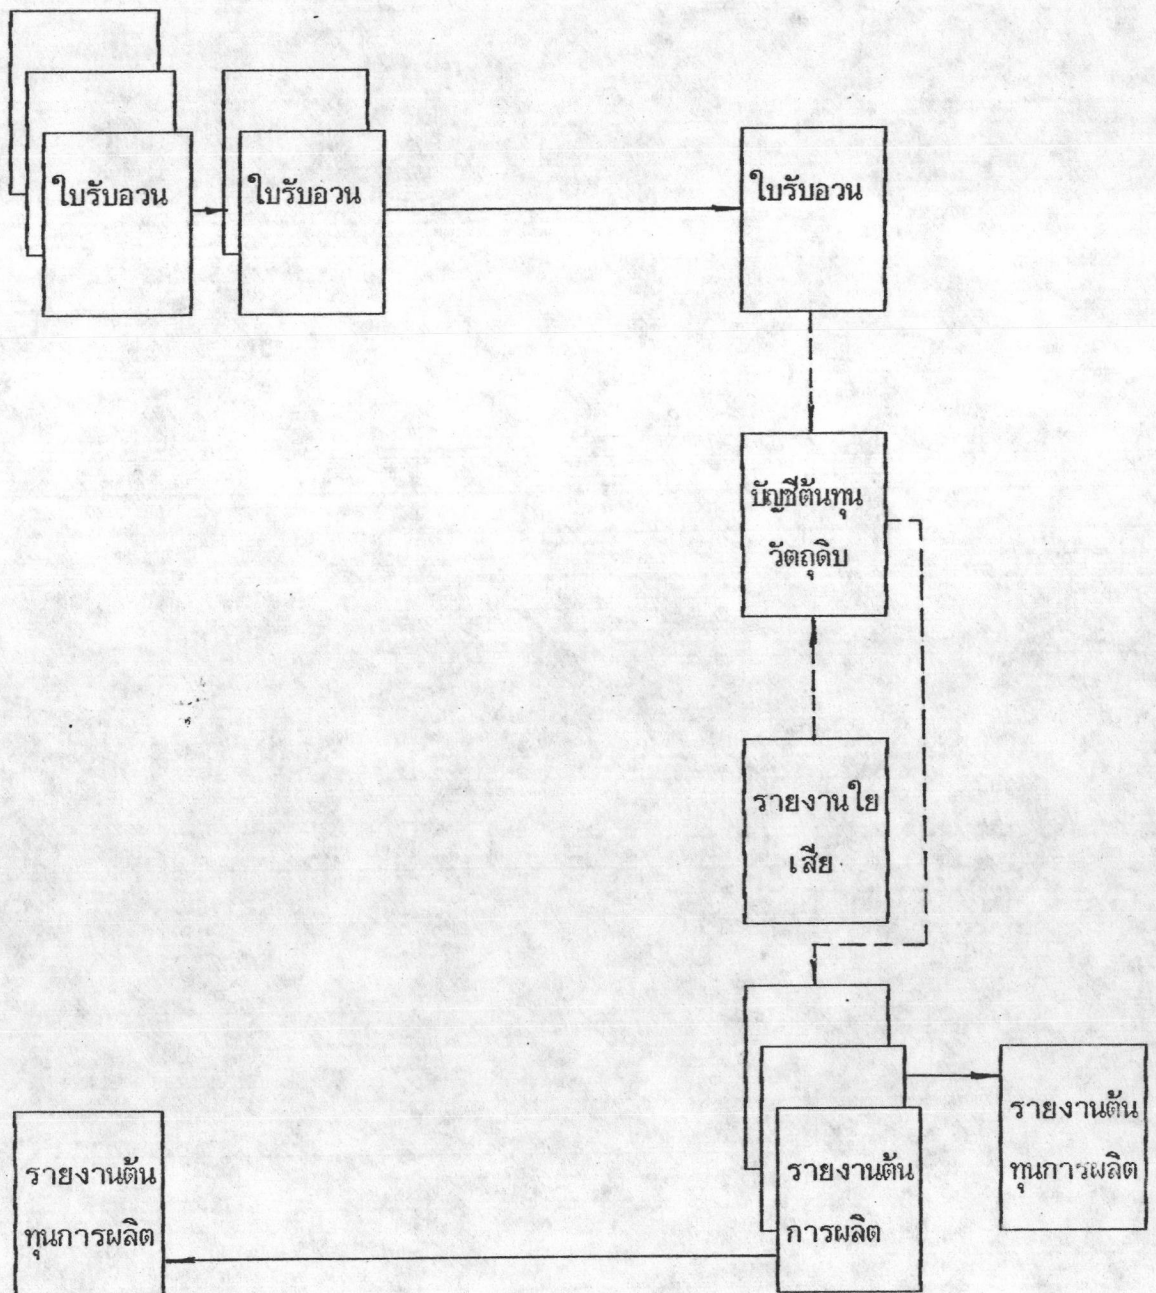 ใบรับอวน
ใบรับอวน
ใบรับอวน
บัญชีต้นทุน
วัตถุดิบ
รายงานใย
เสีย
รายงานต้น
ทุนการผลิต
รายงานต้น
การผลิต
รายงานต้น
ทุนการผลิต